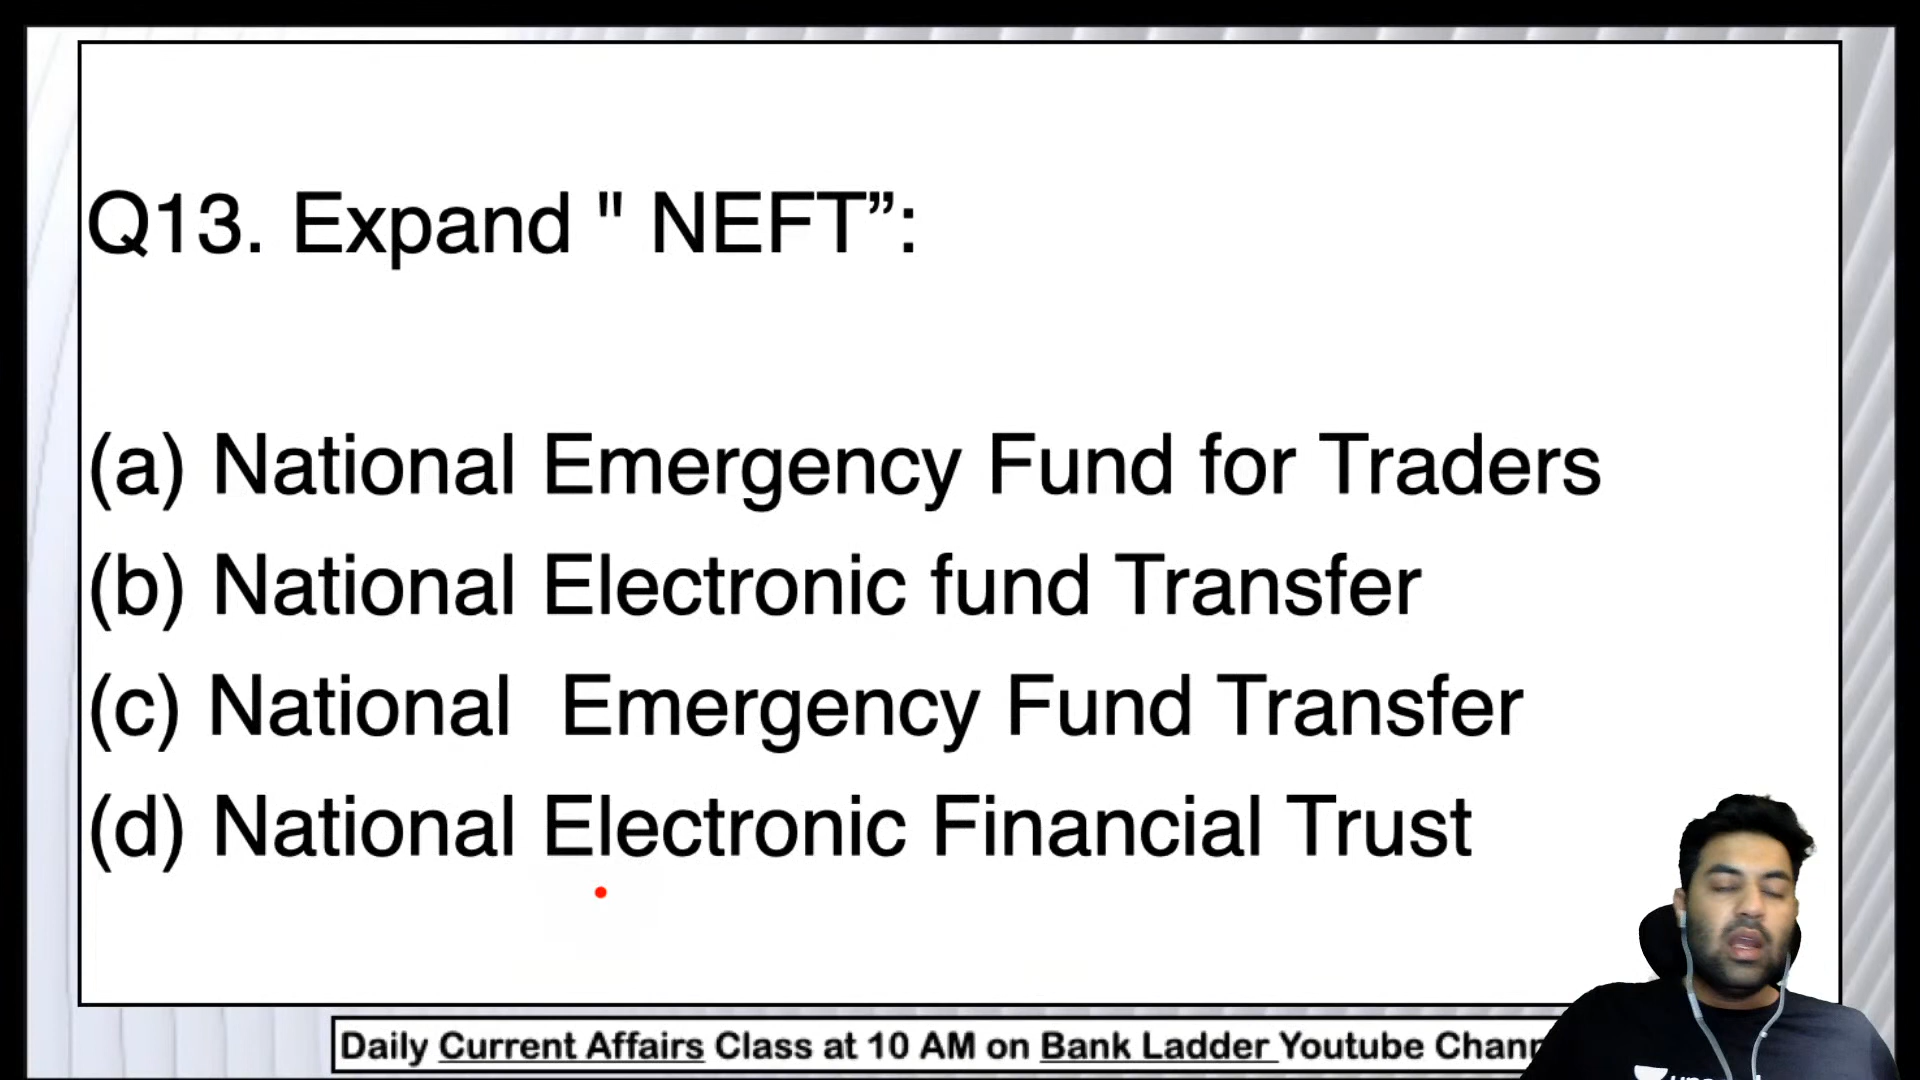 Q13. Expand " NEFT”:
(a) National Emergency Fund for Traders
(b) National Electronic fund Transfer
(c) National  Emergency Fund Transfer
(d) National Electronic Financial Trust
Daily Current Affairs Class at 10 AM on Bank Ladder Youtube